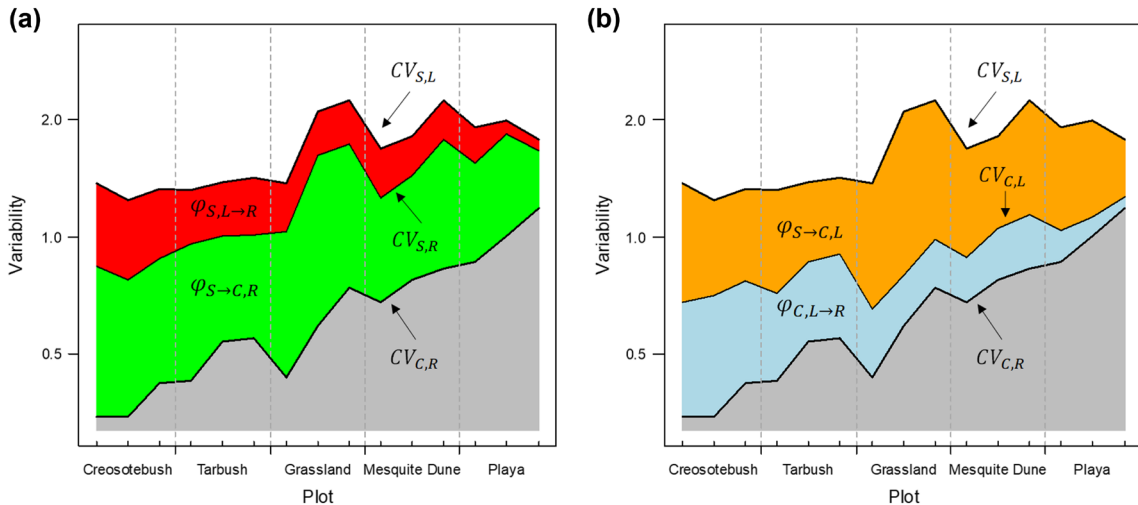 (a)
Variability
2.0
1.0
0.5
CV_{S,L}
φ_{S,L→R}
CV_{S,R}
φ_{S→C,R}
CV_{C,R}
Creosotebush Tarbush Grassland Mesquite Dune Playa
Plot
(b)
Variability
2.0
1.0
0.5
CV_{S,L}
CV_{C,L}
φ_{S→C,L}
φ_{C,L→R}
CV_{C,R}
Creosotebush Tarbush Grassland Mesquite Dune Playa
Plot